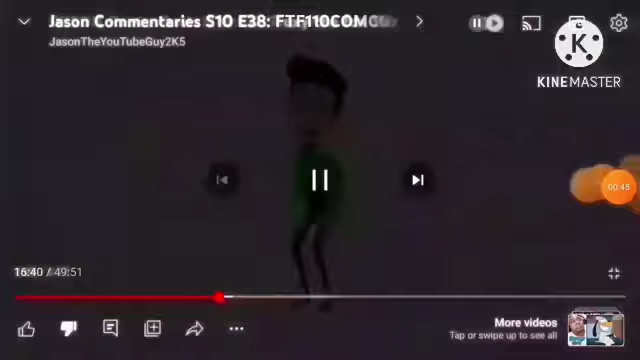 Jason Commentaries S10 E38: FTF110COM
JasonTheYouTubeGuy2K5
K
KINEMASTER
00:45
16:40 / 49:51
More videos
Tap or swipe up to see all